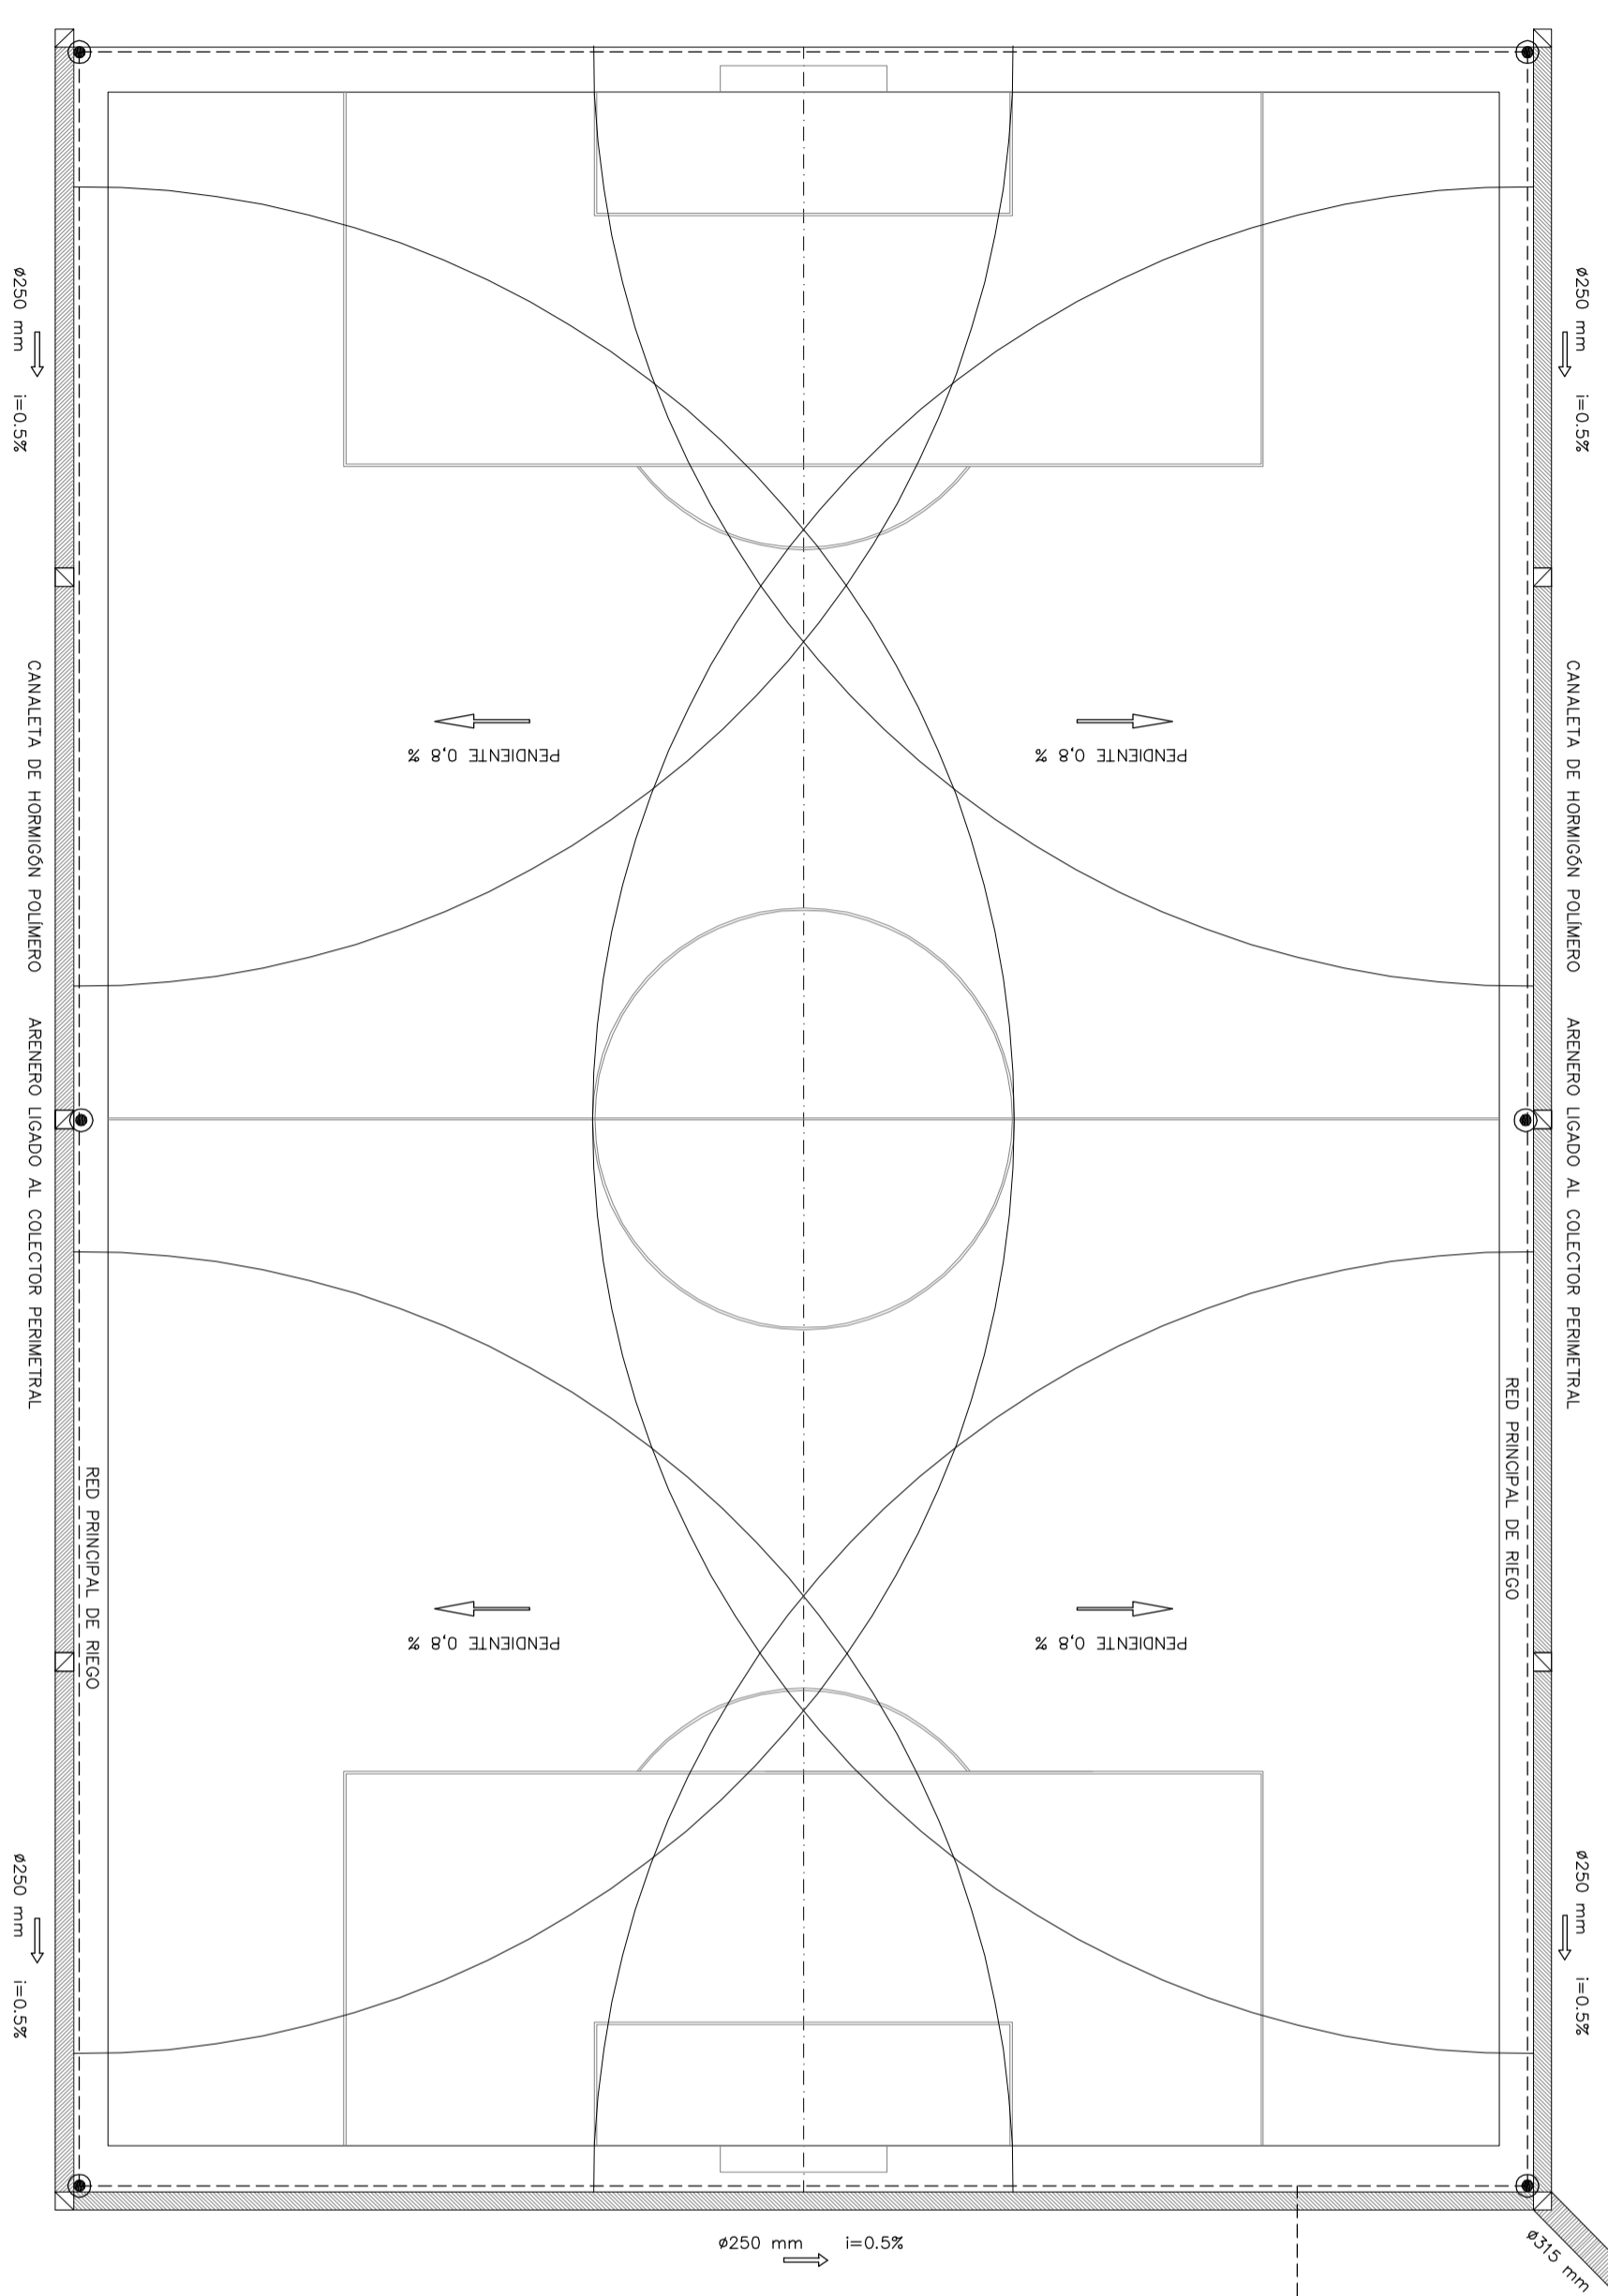 Ø250 mm
i=0.5%
Ø250 mm
i=0.5%
CANALETA DE HORMIGÓN POLÍMERO
ARENERO LIGADO AL COLECTOR PERIMETRAL
CANALETA DE HORMIGÓN POLÍMERO
ARENERO LIGADO AL COLECTOR PERIMETRAL
PENDIENTE 0,8 %
PENDIENTE 0,8 %
RED PRINCIPAL DE RIEGO
RED PRINCIPAL DE RIEGO
PENDIENTE 0,8 %
PENDIENTE 0,8 %
Ø250 mm
i=0.5%
Ø250 mm
i=0.5%
Ø250 mm
i=0.5%
Ø315 mm